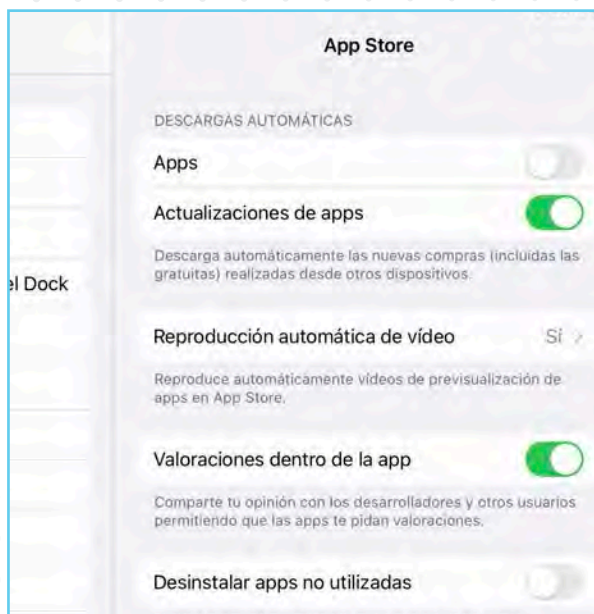 App Store
DESCARGAS AUTOMÁTICAS
Apps
Actualizaciones de apps
Descarga automáticamente las nuevas compras (incluidas las
gratuitas) realizadas desde otros dispositivos.
el Dock
Reproducción automática de vídeo Sí >
Reproduce automáticamente vídeos de previsualización de
apps en App Store.
Valoraciones dentro de la app
Comparte tu opinión con los desarrolladores y otros usuarios
permitiendo que las apps te pidan valoraciones.
Desinstalar apps no utilizadas